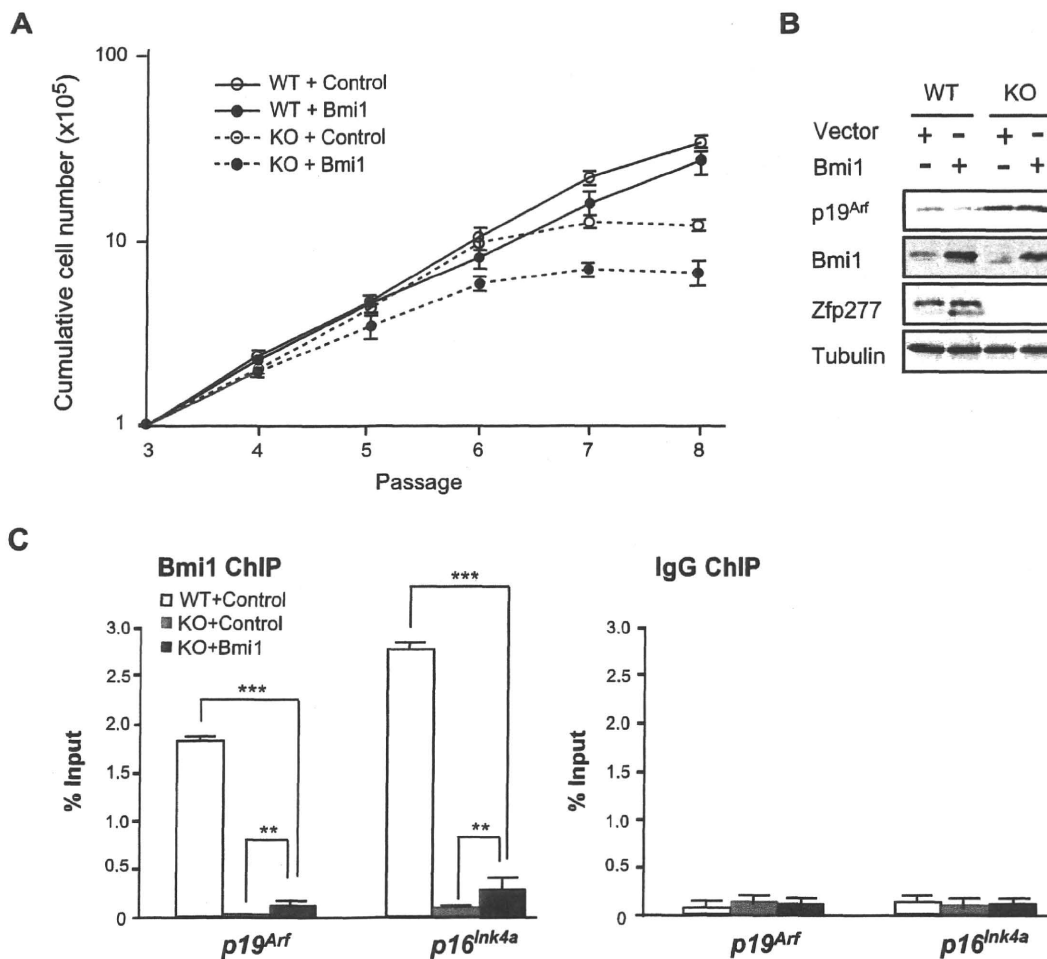 A
100
10
1
Cumulative cell number (x10⁵)
WT + Control
WT + Bmi1
KO + Control
KO + Bmi1
3 4 5 6 7 8
Passage
B
WT KO
Vector + - + -
Bmi1 - + - +
p19ᴬʳᶠ
Bmi1
Zfp277
Tubulin
C
Bmi1 ChIP
WT+Control
KO+Control
KO+Bmi1
3.0
2.5
2.0
1.5
1.0
0.5
0
% Input
***
**
***
**
p19ᴬʳᶠ p16ᴵⁿᵏ⁴ᵃ
IgG ChIP
3.0
2.5
2.0
1.5
1.0
0.5
0
% Input
p19ᴬʳᶠ p16ᴵⁿᵏ⁴ᵃ